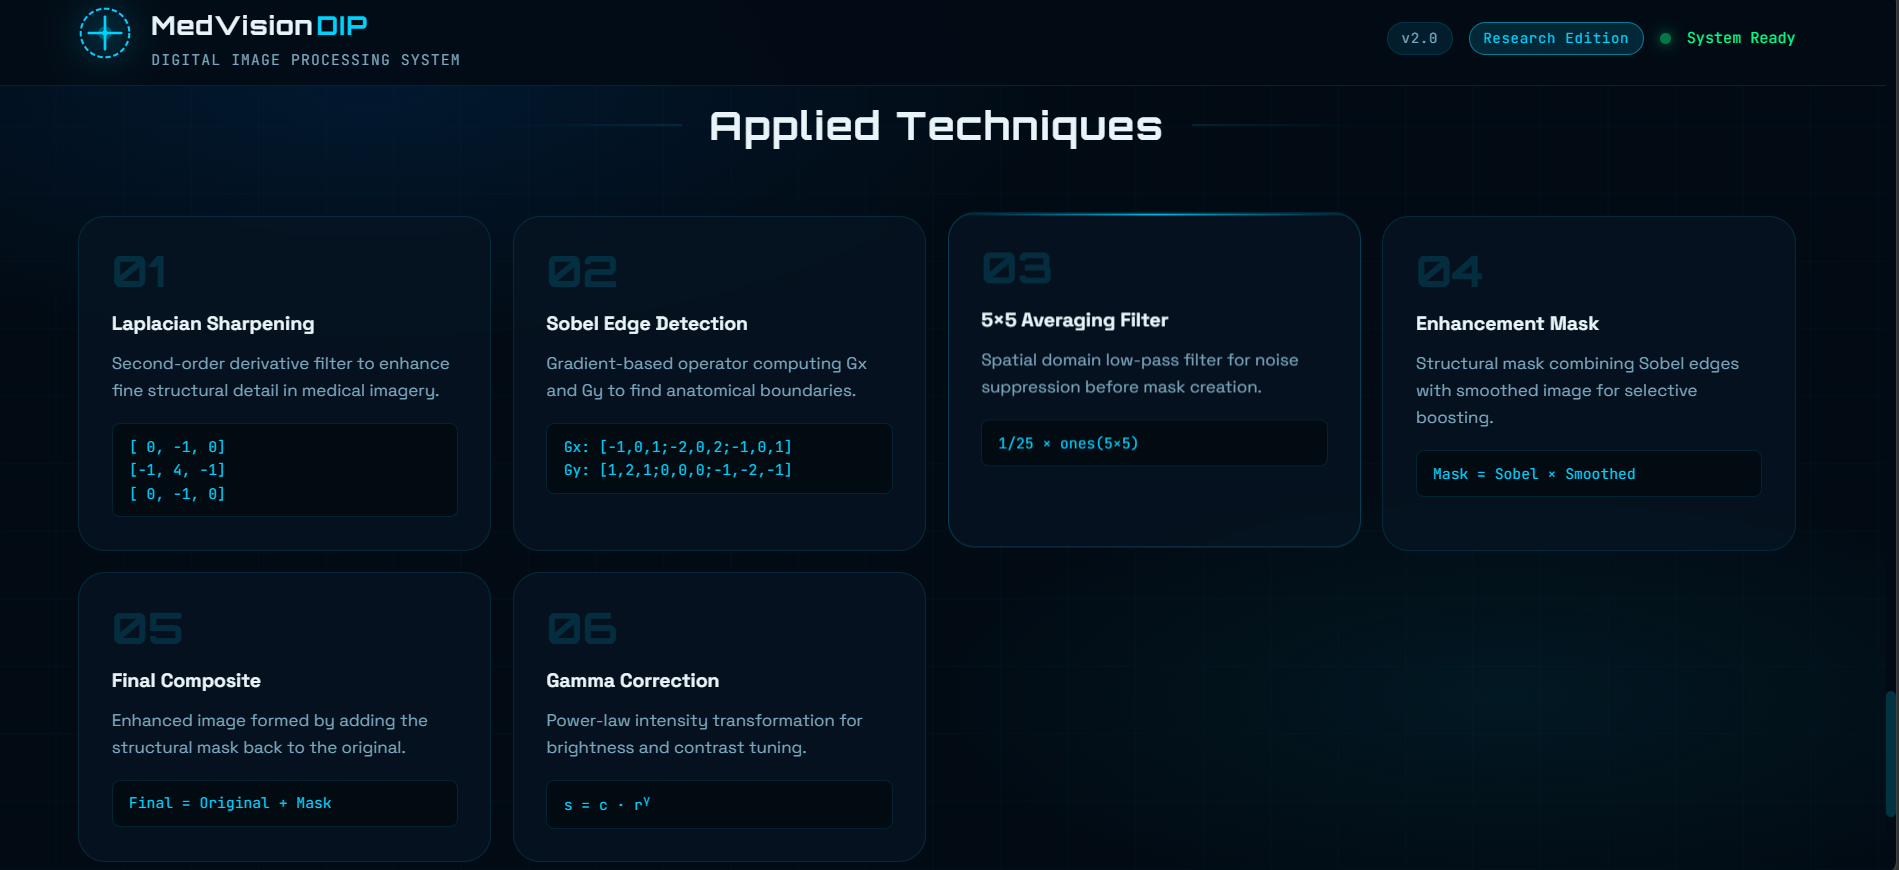 MedVision DIP
DIGITAL IMAGE PROCESSING SYSTEM
v2.0
Research Edition
System Ready
Applied Techniques
01
Laplacian Sharpening
Second-order derivative filter to enhance
fine structural detail in medical imagery.
[ 0, -1, 0]
[-1, 4, -1]
[ 0, -1, 0]
02
Sobel Edge Detection
Gradient-based operator computing Gx
and Gy to find anatomical boundaries.
Gx: [-1,0,1;-2,0,2;-1,0,1]
Gy: [1,2,1;0,0,0;-1,-2,-1]
03
5×5 Averaging Filter
Spatial domain low-pass filter for noise
suppression before mask creation.
1/25 × ones(5×5)
04
Enhancement Mask
Structural mask combining Sobel edges
with smoothed image for selective
boosting.
Mask = Sobel × Smoothed
05
Final Composite
Enhanced image formed by adding the
structural mask back to the original.
Final = Original + Mask
06
Gamma Correction
Power-law intensity transformation for
brightness and contrast tuning.
s = c · r^γ